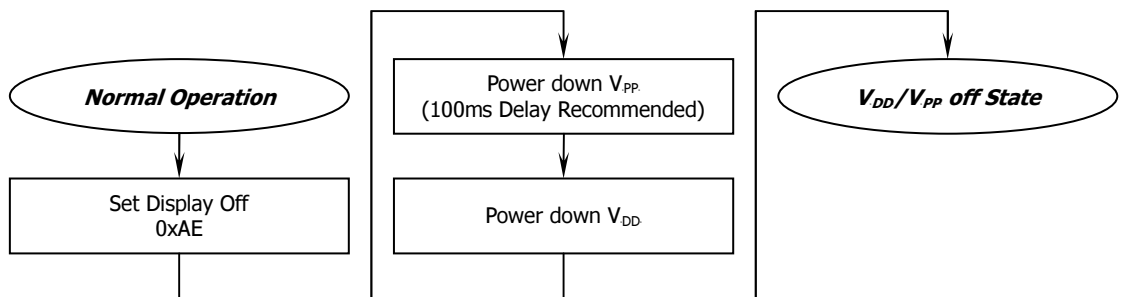 Normal Operation
Set Display Off
0xAE
Power down VPP
(100ms Delay Recommended)
Power down VDD
VDD/VPP off State